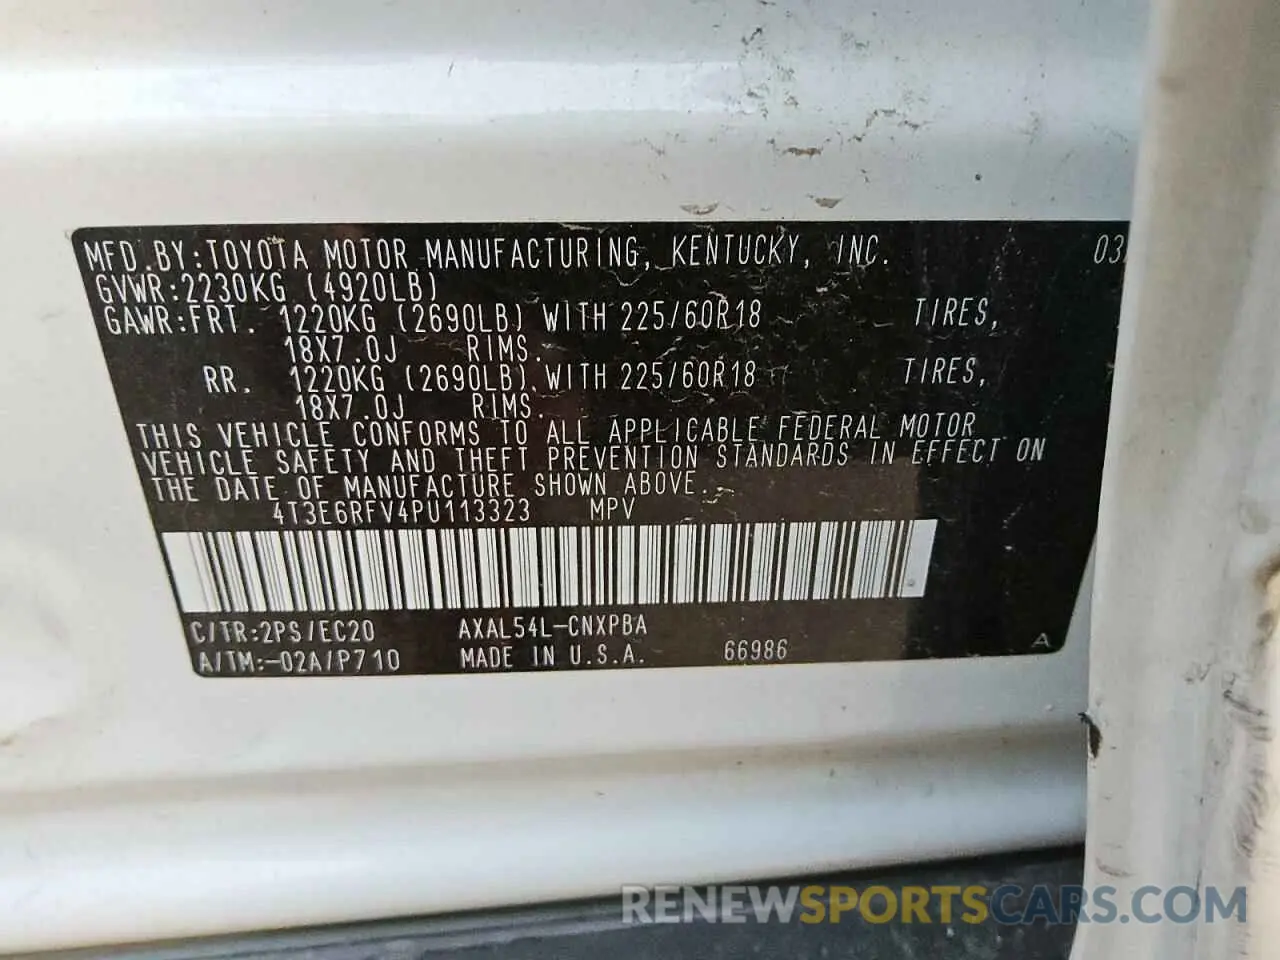 MFD.BY:TOYOTA MOTOR MANUFACTURING, KENTUCKY, INC. 03/
GVWR:2230KG (4920LB)
GAWR:FRT. 1220KG (2690LB) WITH 225/60R18 TIRES,
18X7.0J RIMS.
RR. 1220KG (2690LB) WITH 225/60R18 TIRES,
18X7.0J RIMS.
THIS VEHICLE CONFORMS TO ALL APPLICABLE FEDERAL MOTOR
VEHICLE SAFETY AND THEFT PREVENTION STANDARDS IN EFFECT ON
THE DATE OF MANUFACTURE SHOWN ABOVE.
4T3E6RFV4PU113323 MPV
C/TR:2PS/EC20 AXAL54L-CNXPBA
A/TM:-02A/P710 MADE IN U.S.A. 66986 A
RENEWSPORTSCARS.COM